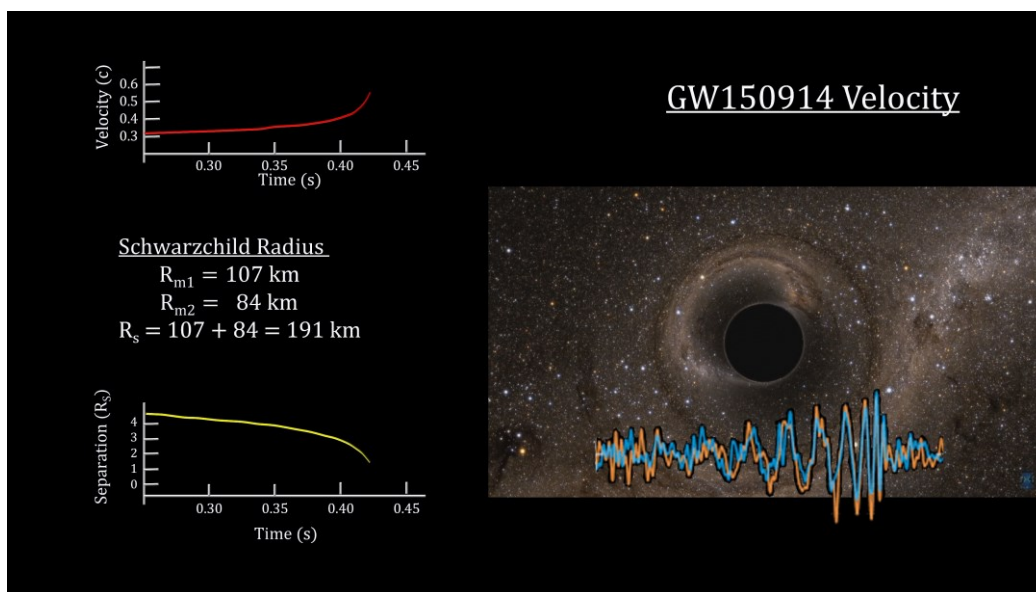 GW150914 Velocity
Velocity (c)
0.6
0.5
0.4
0.3
0.30 0.35 0.40 0.45
Time (s)
Schwarzchild Radius
Rm1 = 107 km
Rm2 = 84 km
Rs = 107 + 84 = 191 km
Separation (RS)
4
3
2
1
0
0.30 0.35 0.40 0.45
Time (s)